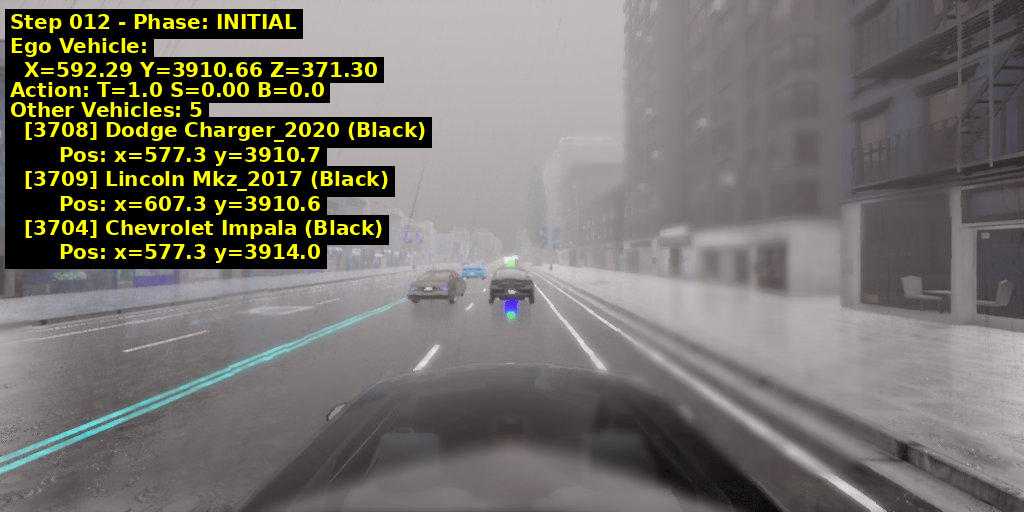 Step 012 - Phase: INITIAL
Ego Vehicle:
X=592.29 Y=3910.66 Z=371.30
Action: T=1.0 S=0.00 B=0.0
Other Vehicles: 5
[3708] Dodge Charger_2020 (Black)
Pos: x=577.3 y=3910.7
[3709] Lincoln Mkz_2017 (Black)
Pos: x=607.3 y=3910.6
[3704] Chevrolet Impala (Black)
Pos: x=577.3 y=3914.0